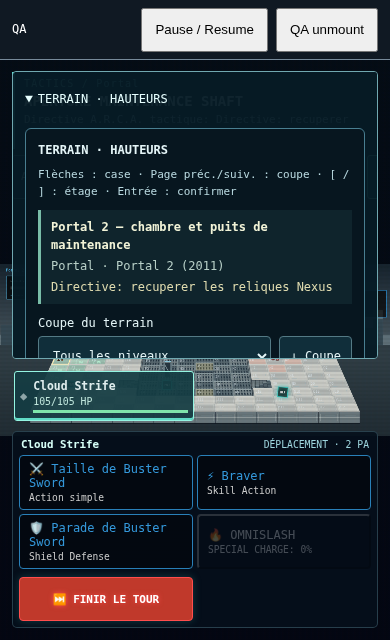 QA
Pause / Resume
QA unmount
▼ TERRAIN · HAUTEURS
TERRAIN · HAUTEURS
Flèches : case · Page préc./suiv. : coupe · [ /
] : étage · Entrée : confirmer
Portal 2 — chambre et puits de
maintenance
Portal · Portal 2 (2011)
Directive: recuperer les reliques Nexus
Coupe du terrain
Tous les niveaux
↓ Coupe
Cloud Strife
105/105 HP
Cloud Strife
DÉPLACEMENT · 2 PA
⚔️ Taille de Buster
Sword
Action simple
⚡ Braver
Skill Action
🛡️ Parade de Buster
Sword
Shield Defense
🔥 OMNISLASH
SPECIAL CHARGE: 0%
⏭️ FINIR LE TOUR